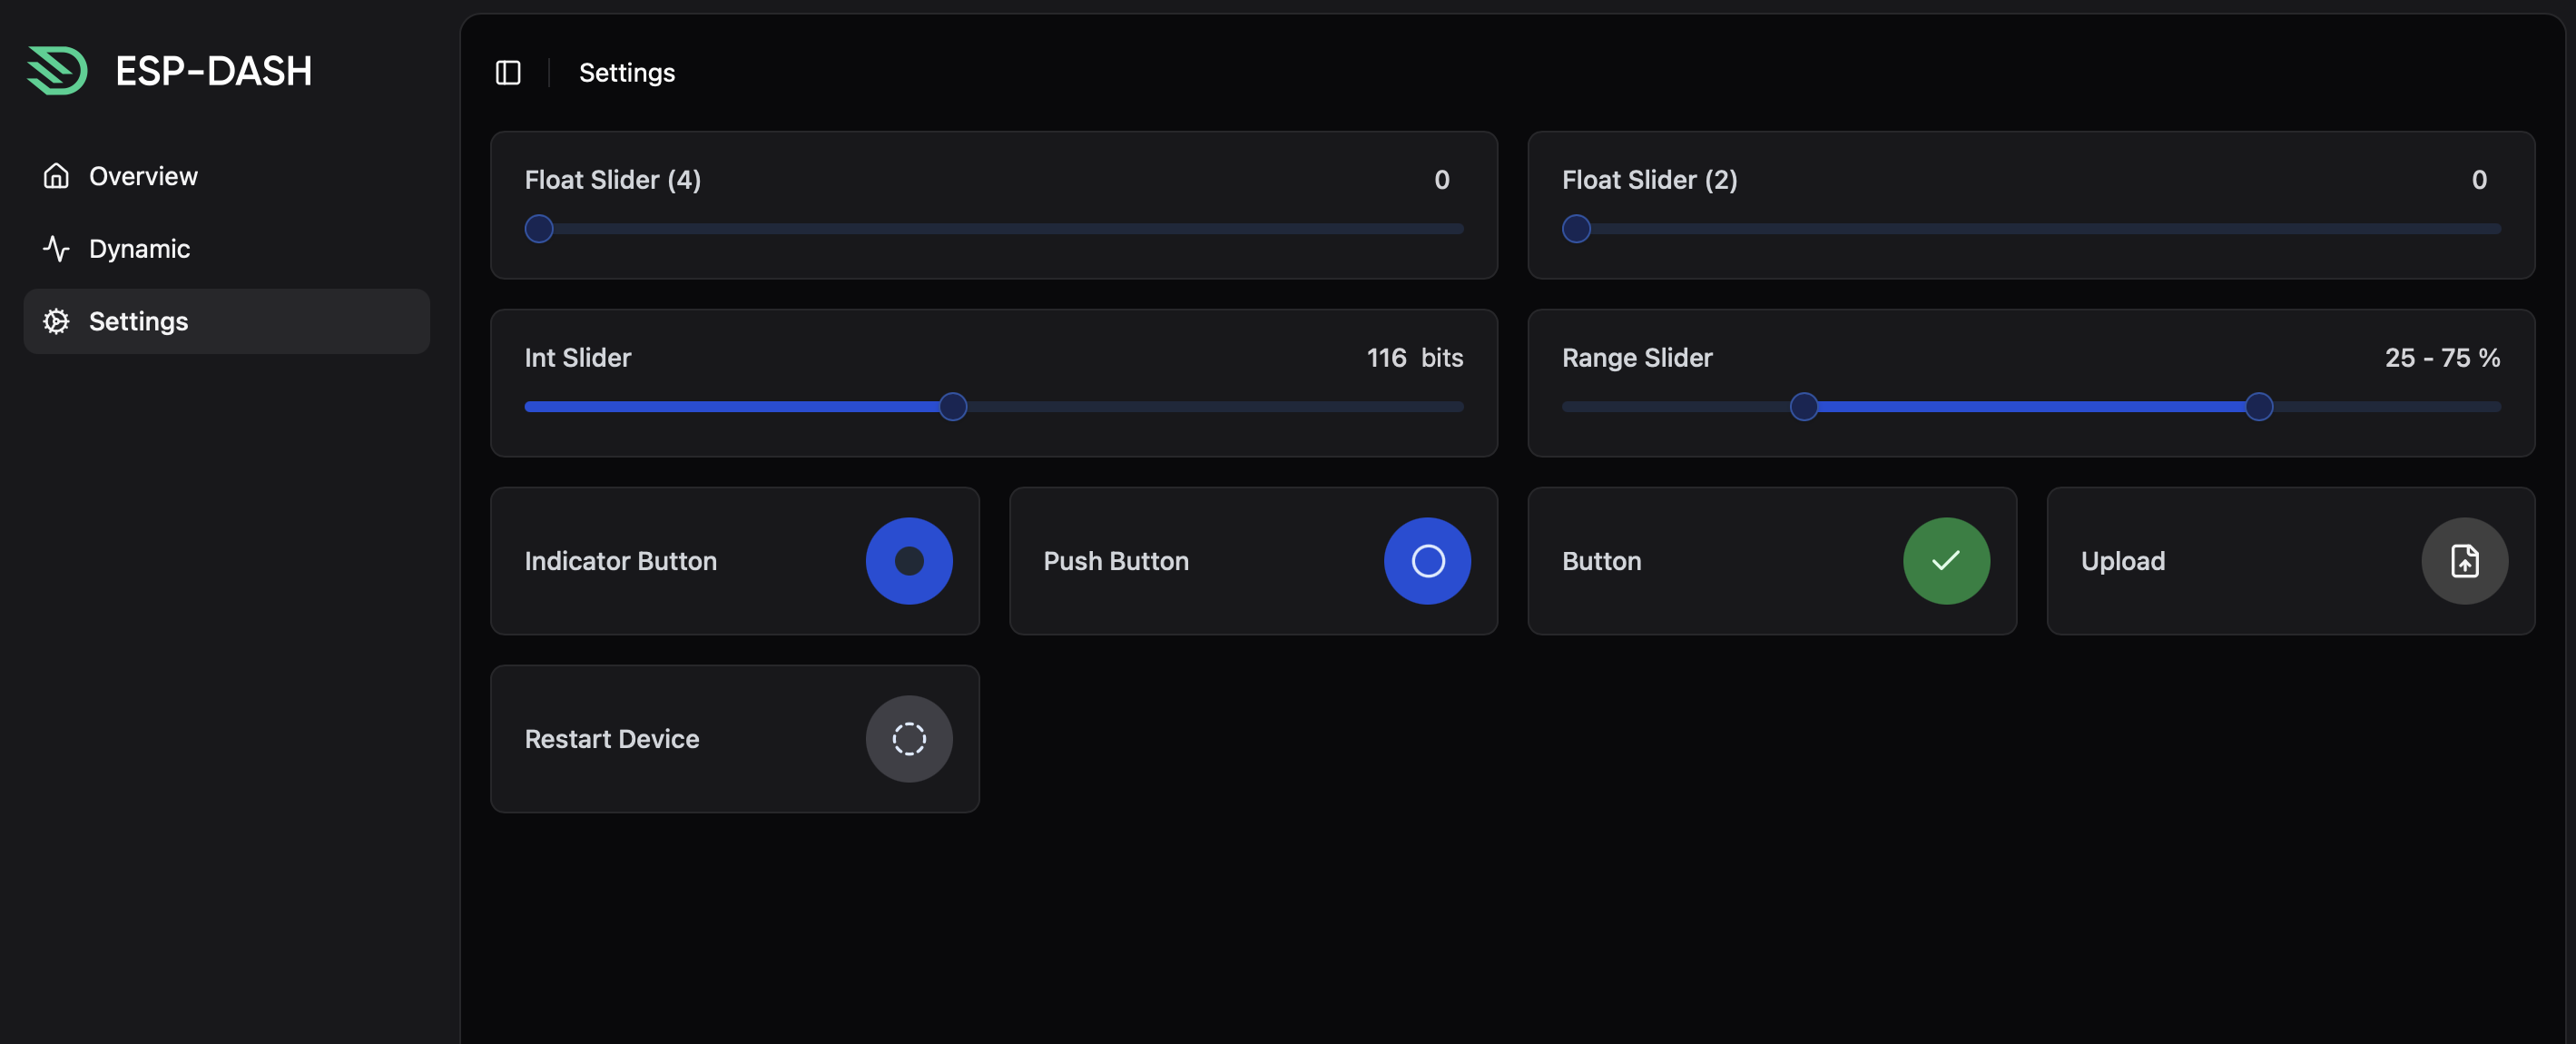 ESP-DASH
Overview
Dynamic
Settings
Settings
Float Slider (4) 0
Float Slider (2) 0
Int Slider 116 bits
Range Slider 25 - 75 %
Indicator Button
Push Button
Button
Upload
Restart Device